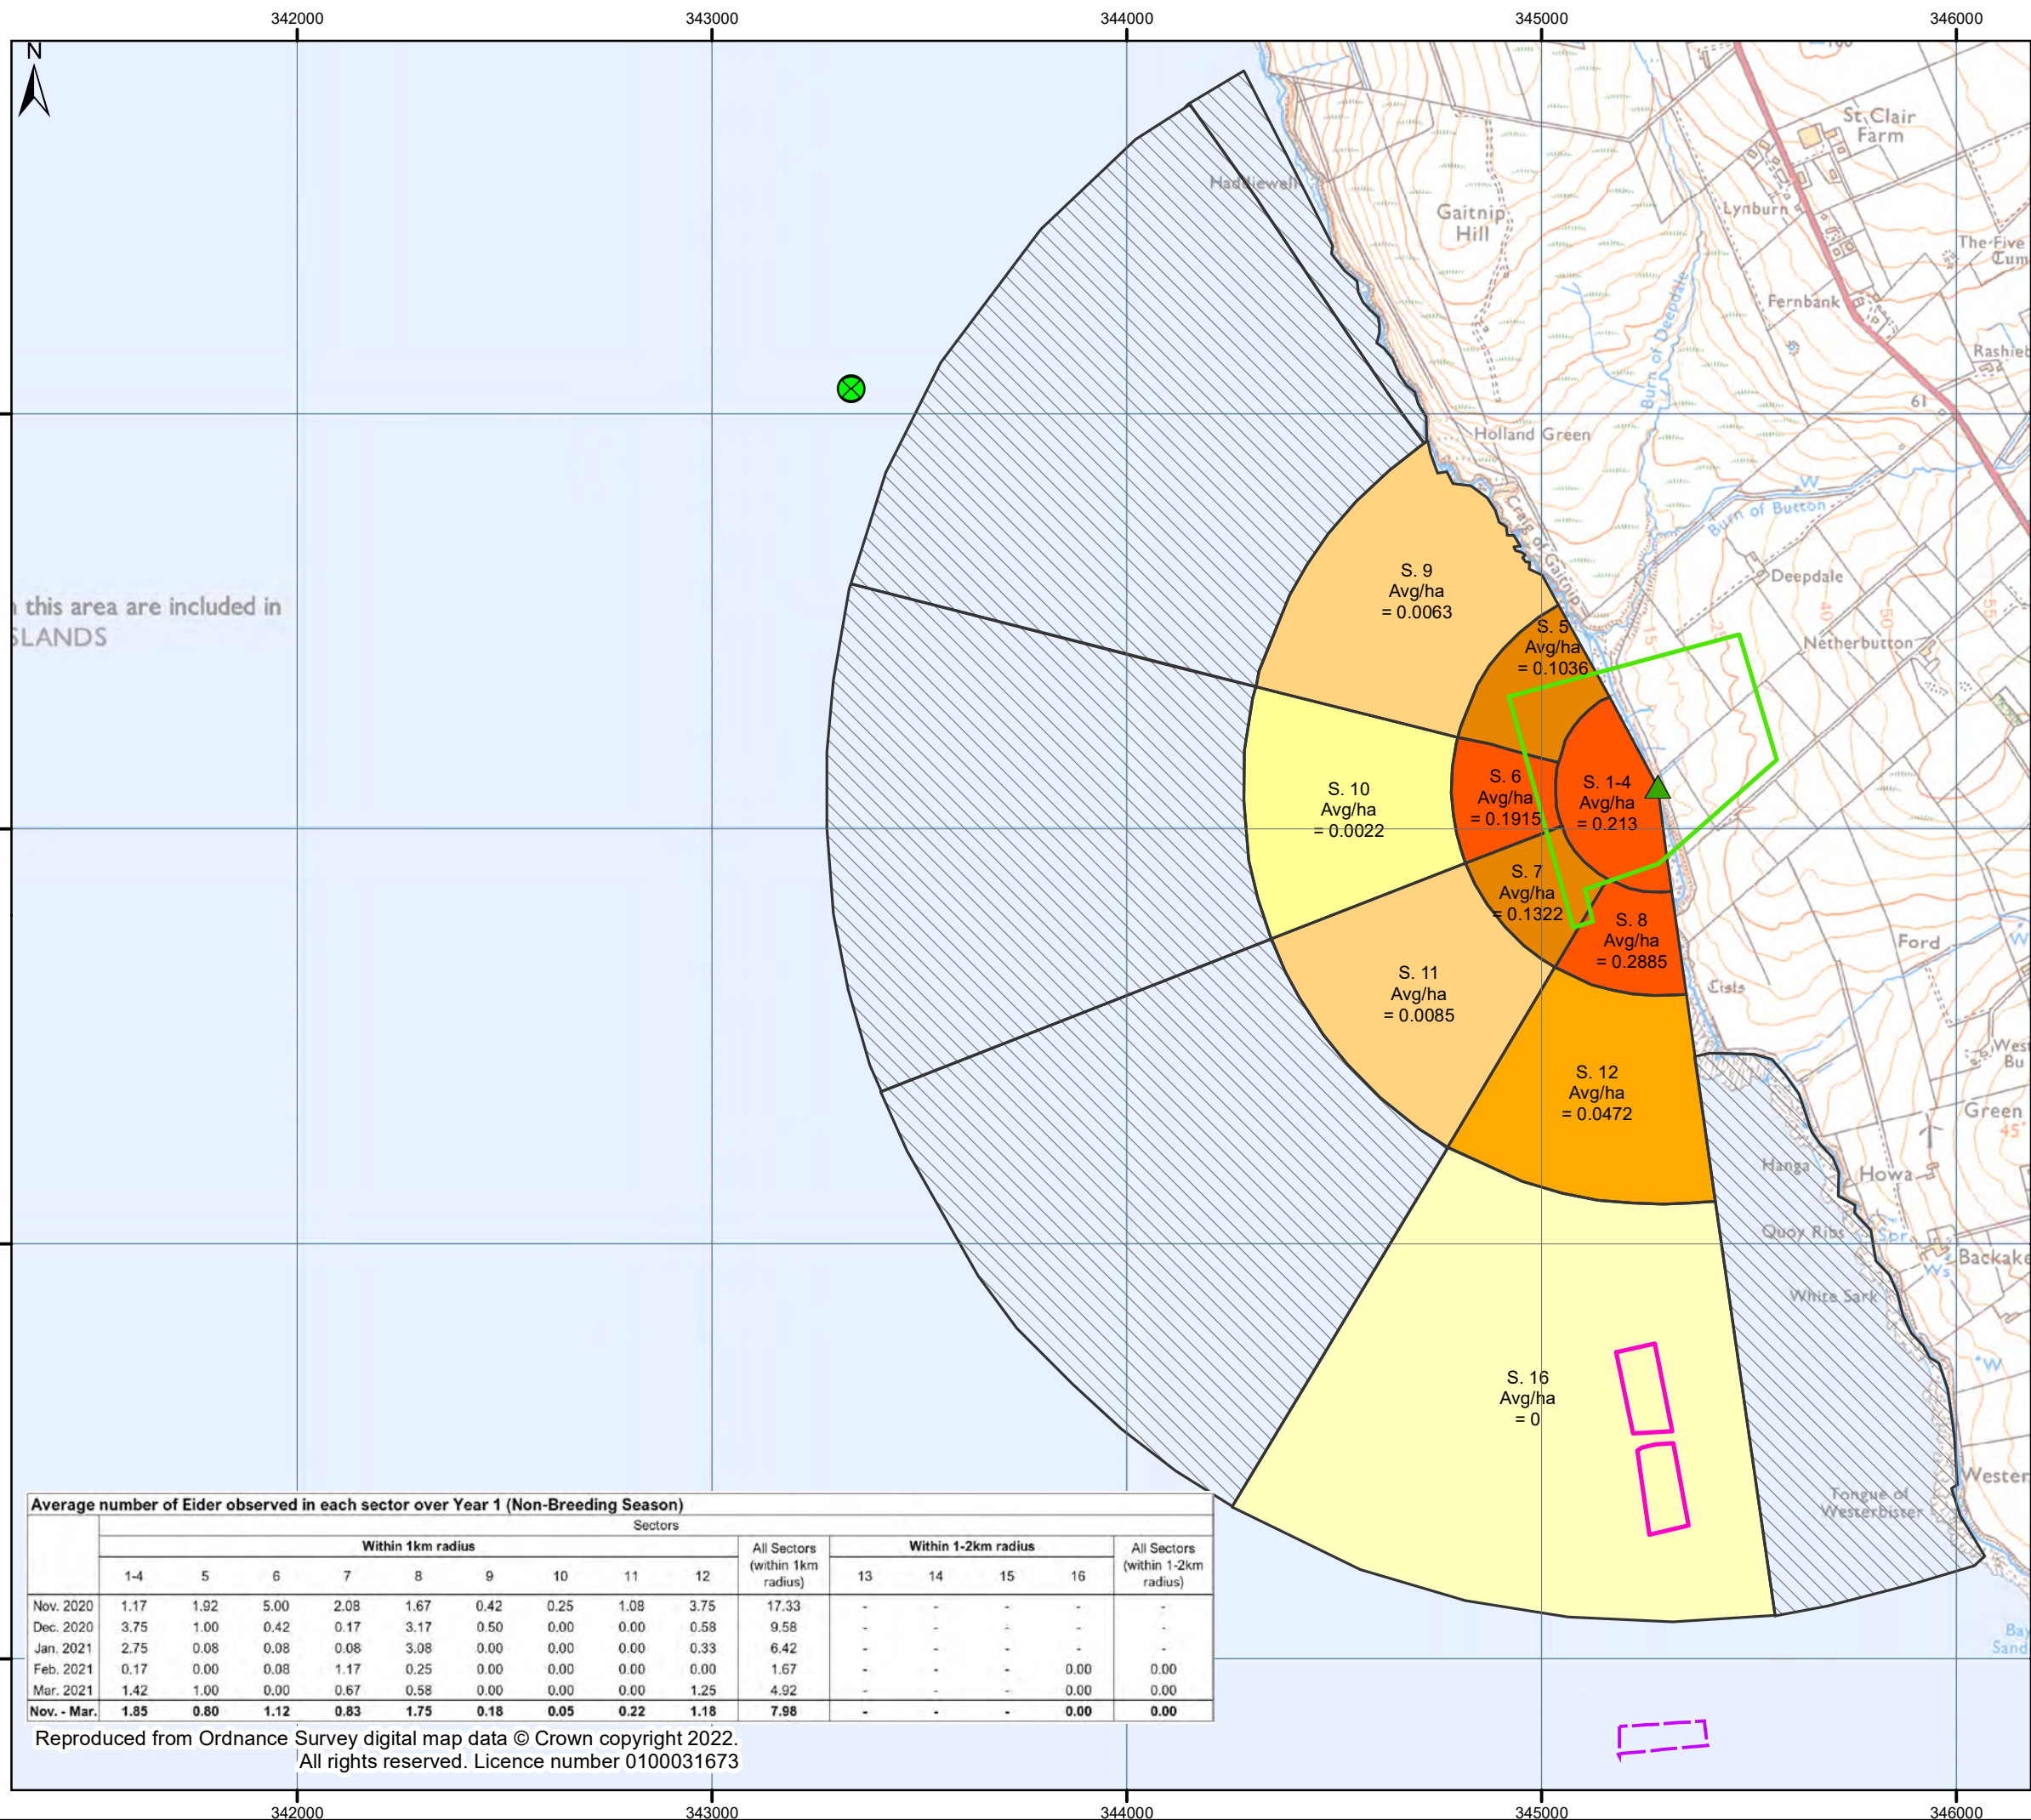 342000 343000 344000 345000 346000
N
St Clair
Farm
Haddiewell
Gaitnip
Hill
Lynburn
The Five
Tum
Burn of Deepdale
Fernbank
Rashieb
61
Holland Green
W
Burn of Button
Craig of Gaitnip
Deepdale
S. 9
Avg/ha
= 0.0063
this area are included in
SLANDS
15
25
40
50
55
S. 5
Avg/ha
= 0.1036
Netherbutton
S. 6
Avg/ha
= 0.1915
S. 1-4
Avg/ha
= 0.213
S. 10
Avg/ha
= 0.0022
S. 7
Avg/ha
= 0.1322
S. 8
Avg/ha
= 0.2885
Ford
W
S. 11
Avg/ha
= 0.0085
Cists
West
Bu
S. 12
Avg/ha
= 0.0472
Green
45
Hanga
Howa
Quoy Ribs
Spr
Ws
Backake
White Sark
W
S. 16
Avg/ha
= 0
Wester
Tongue of
Westerbister
Bay
Sand
Average number of Eider observed in each sector over Year 1 (Non-Breeding Season)
Sectors
Within 1km radius All Sectors (within 1km radius) Within 1-2km radius All Sectors (within 1-2km radius)
1-4 5 6 7 8 9 10 11 12 13 14 15 16
Nov. 2020 1.17 1.92 5.00 2.08 1.67 0.42 0.25 1.08 3.75 17.33 - - - - -
Dec. 2020 3.75 1.00 0.42 0.17 3.17 0.50 0.00 0.00 0.58 9.58 - - - - -
Jan. 2021 2.75 0.08 0.08 0.08 3.08 0.00 0.00 0.00 0.33 6.42 - - - - -
Feb. 2021 0.17 0.00 0.08 1.17 0.25 0.00 0.00 0.00 0.00 1.67 - - - 0.00 0.00
Mar. 2021 1.42 1.00 0.00 0.67 0.58 0.00 0.00 0.00 1.25 4.92 - - - 0.00 0.00
Nov. - Mar. 1.85 0.80 1.12 0.83 1.75 0.18 0.05 0.22 1.18 7.98 - - - 0.00 0.00
Reproduced from Ordnance Survey digital map data © Crown copyright 2022.
All rights reserved. Licence number 0100031673
342000 343000 344000 345000 346000